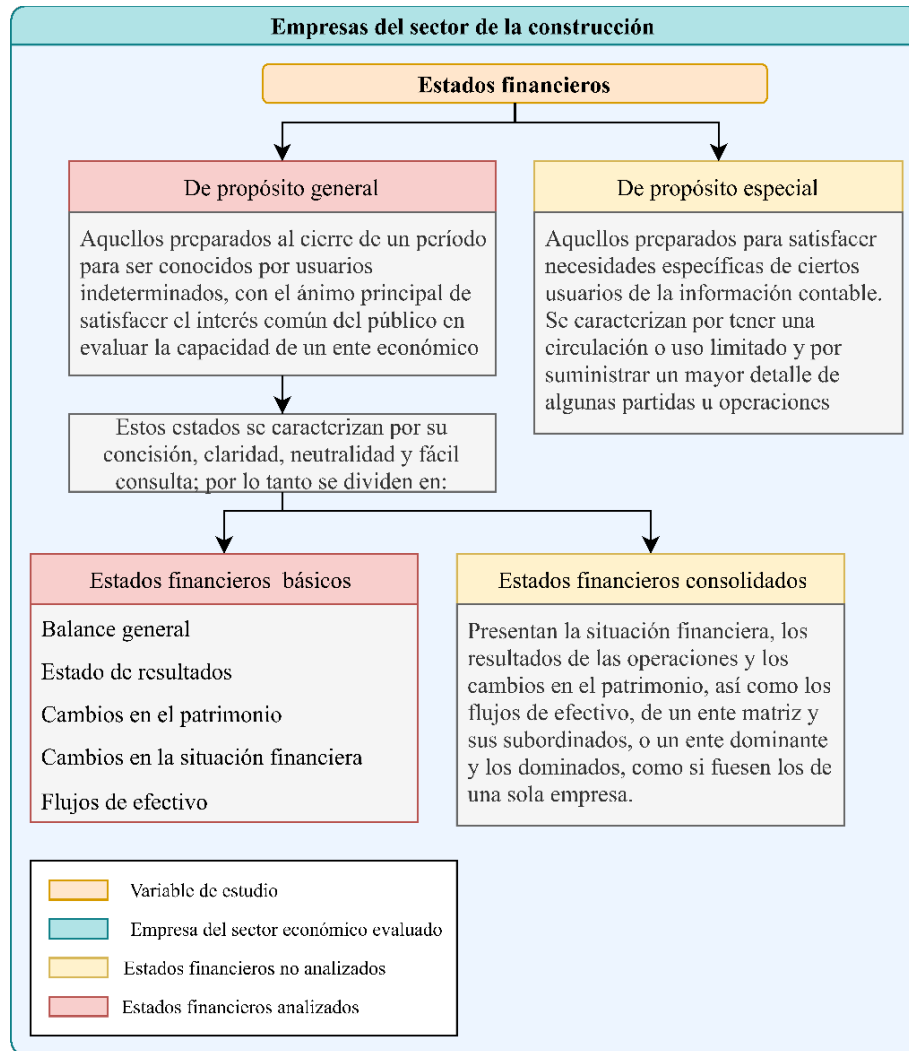 Empresas del sector de la construcción
Estados financieros
De propósito general
Aquellos preparados al cierre de un período
para ser conocidos por usuarios
indeterminados, con el ánimo principal de
satisfacer el interés común del público en
evaluar la capacidad de un ente económico
De propósito especial
Aquellos preparados para satisfacer
necesidades específicas de ciertos
usuarios de la información contable.
Se caracterizan por tener una
circulación o uso limitado y por
suministrar un mayor detalle de
algunas partidas u operaciones
Estos estados se caracterizan por su
concisión, claridad, neutralidad y fácil
consulta; por lo tanto se dividen en:
Estados financieros básicos
Balance general
Estado de resultados
Cambios en el patrimonio
Cambios en la situación financiera
Flujos de efectivo
Estados financieros consolidados
Presentan la situación financiera, los
resultados de las operaciones y los
cambios en el patrimonio, así como los
flujos de efectivo, de un ente matriz y
sus subordinados, o un ente dominante
y los dominados, como si fuesen los de
una sola empresa.
Variable de estudio
Empresa del sector económico evaluado
Estados financieros no analizados
Estados financieros analizados